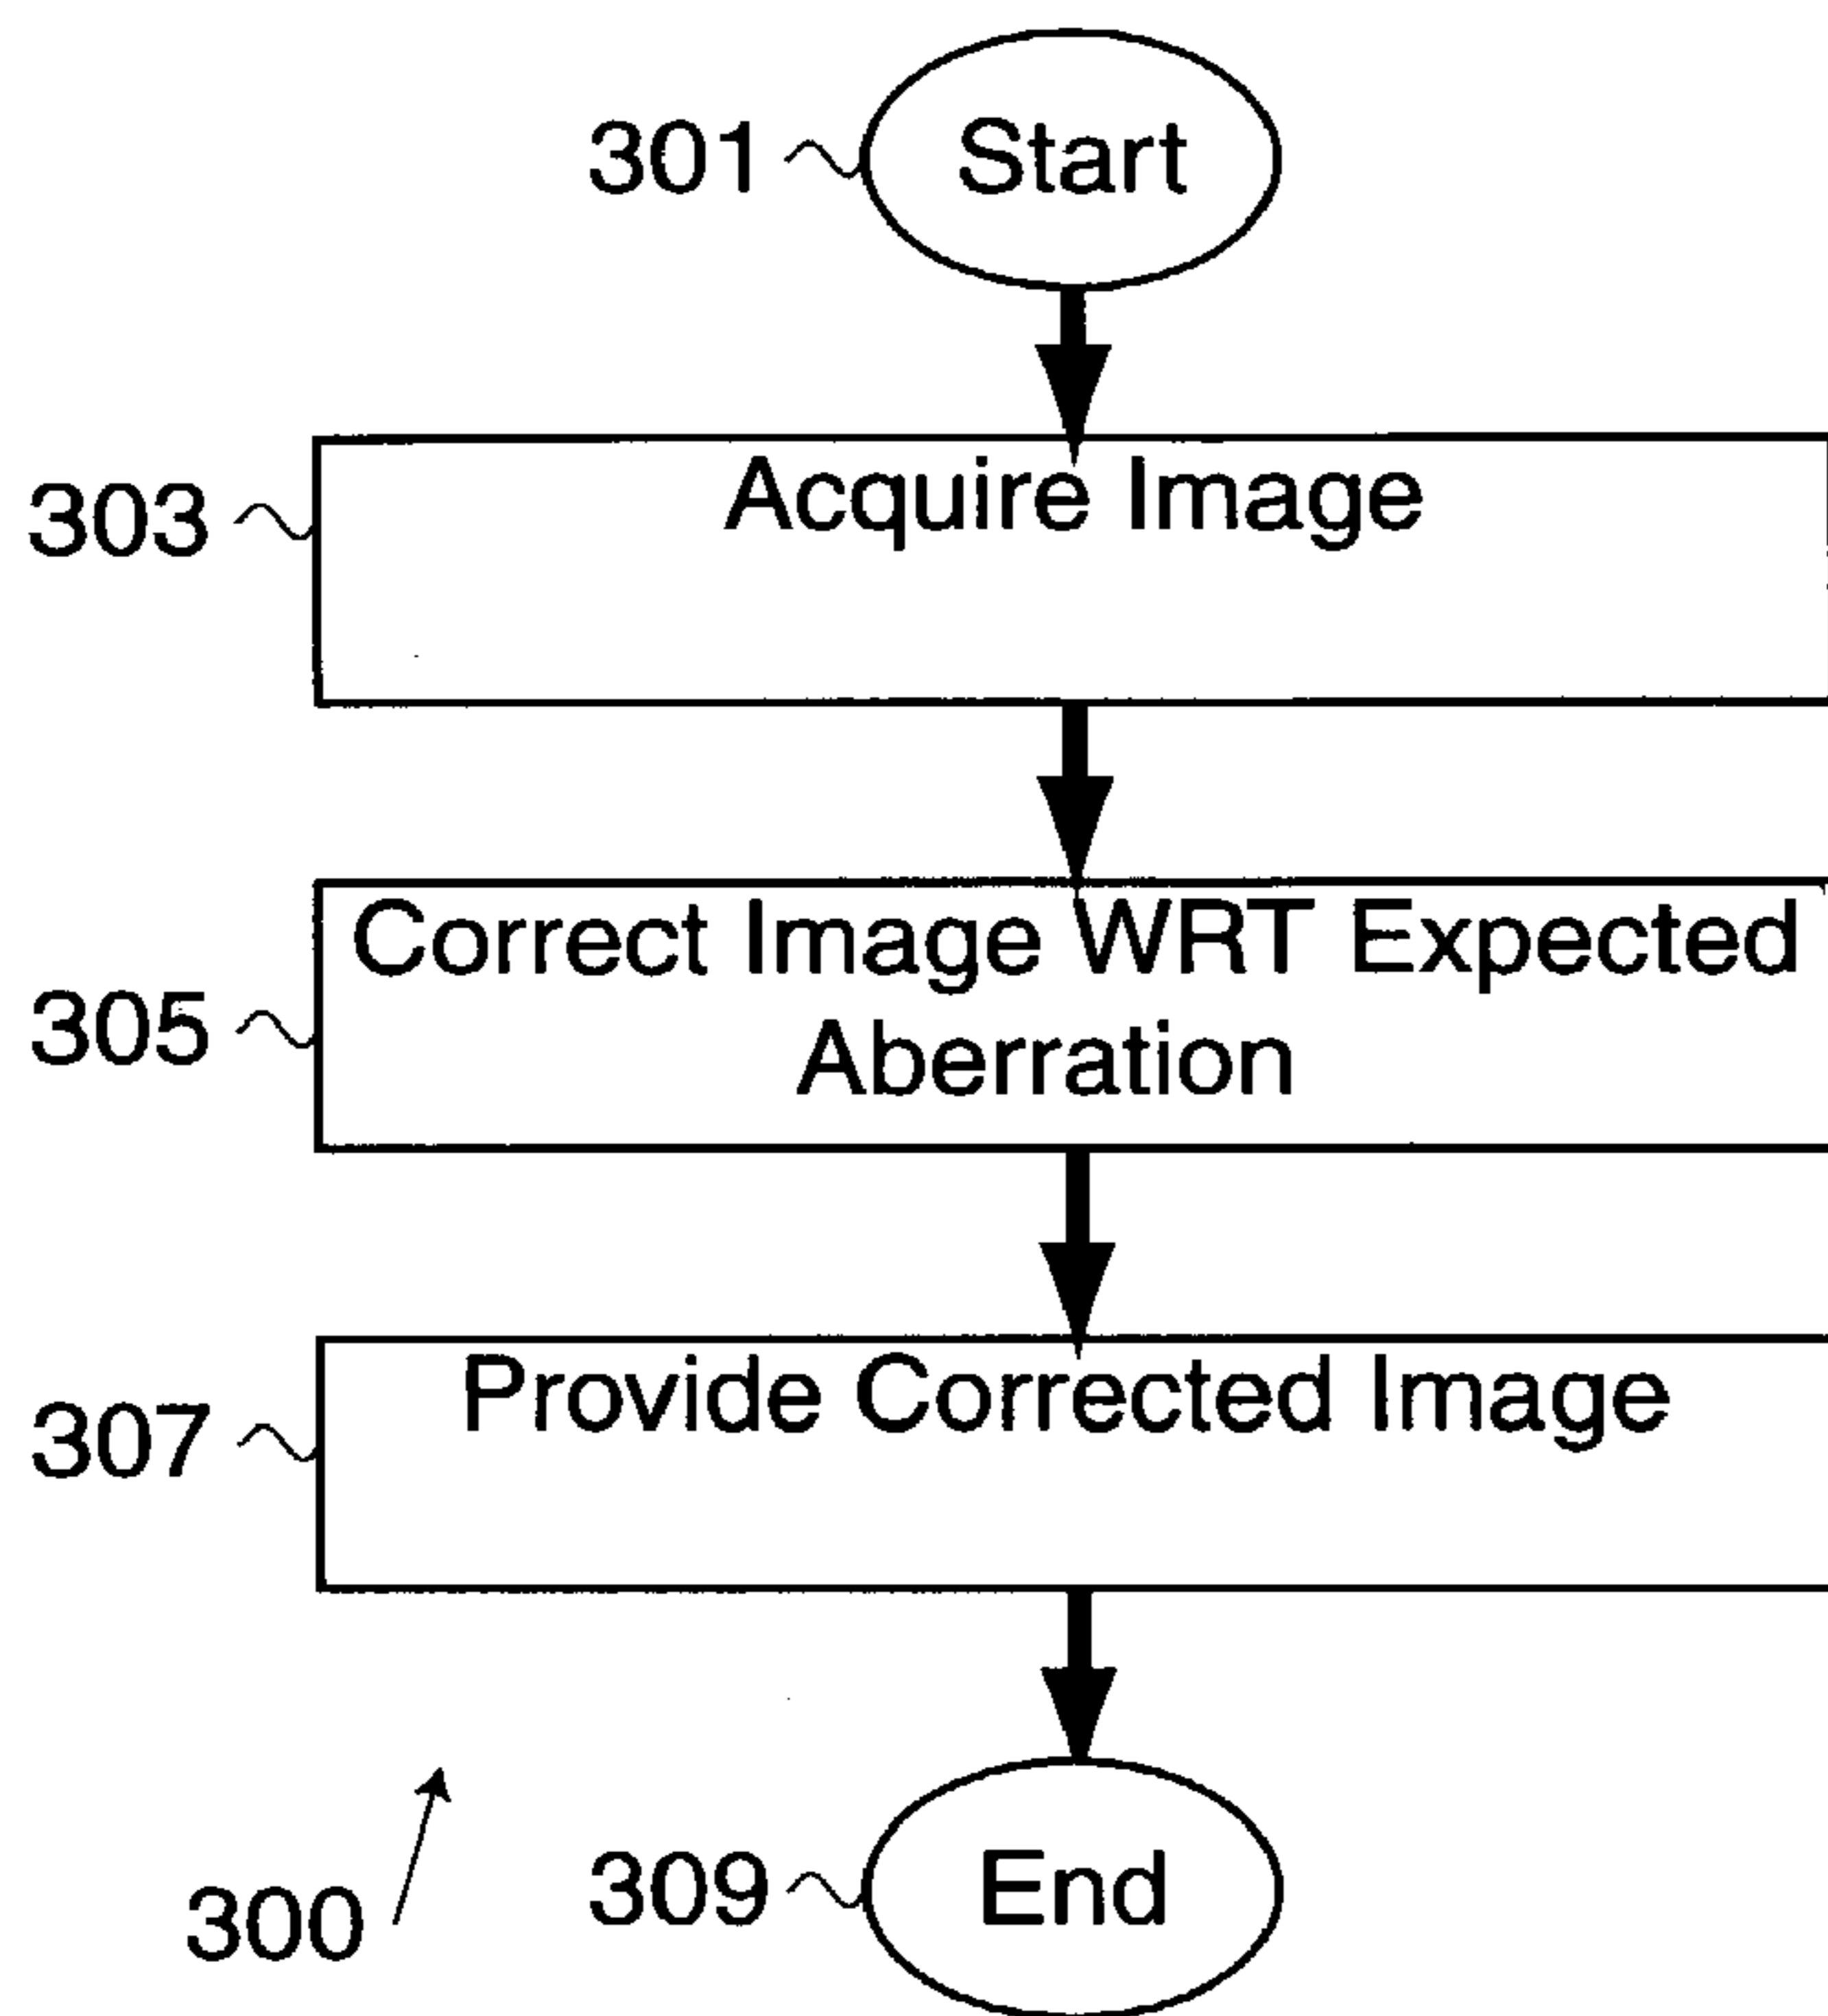 301 Start
303 Acquire Image
Correct Image WRT Expected
305
Aberration
307 Provide Corrected Image
300
309 End